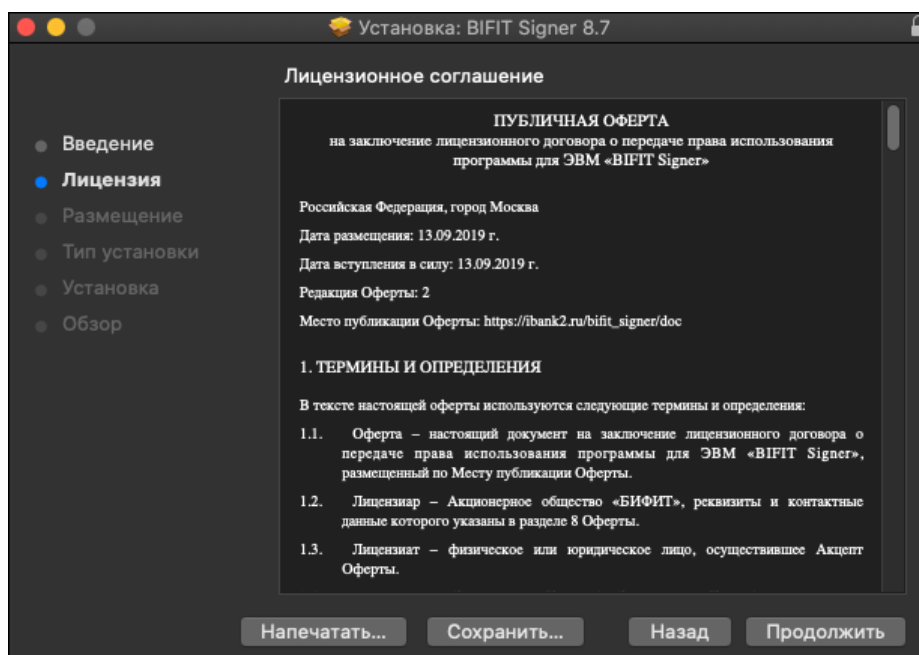 Установка: BIFIT Signer 8.7
Лицензионное соглашение
Введение
Лицензия
Размещение
Тип установки
Установка
Обзор
ПУБЛИЧНАЯ ОФЕРТА
на заключение лицензионного договора о передаче права использования
программы для ЭВМ «BIFIT Signer»
Российская Федерация, город Москва
Дата размещения: 13.09.2019 г.
Дата вступления в силу: 13.09.2019 г.
Редакция Оферты: 2
Место публикации Оферты: https://ibank2.ru/bifit_signer/doc
1. ТЕРМИНЫ И ОПРЕДЕЛЕНИЯ
В тексте настоящей оферты используются следующие термины и определения:
1.1. Оферта – настоящий документ на заключение лицензионного договора о
передаче права использования программы для ЭВМ «BIFIT Signer»,
размещенный по Месту публикации Оферты.
1.2. Лицензиар – Акционерное общество «БИФИТ», реквизиты и контактные
данные которого указаны в разделе 8 Оферты.
1.3. Лицензиат – физическое или юридическое лицо, осуществившее Акцепт
Оферты.
Напечатать... Сохранить... Назад Продолжить